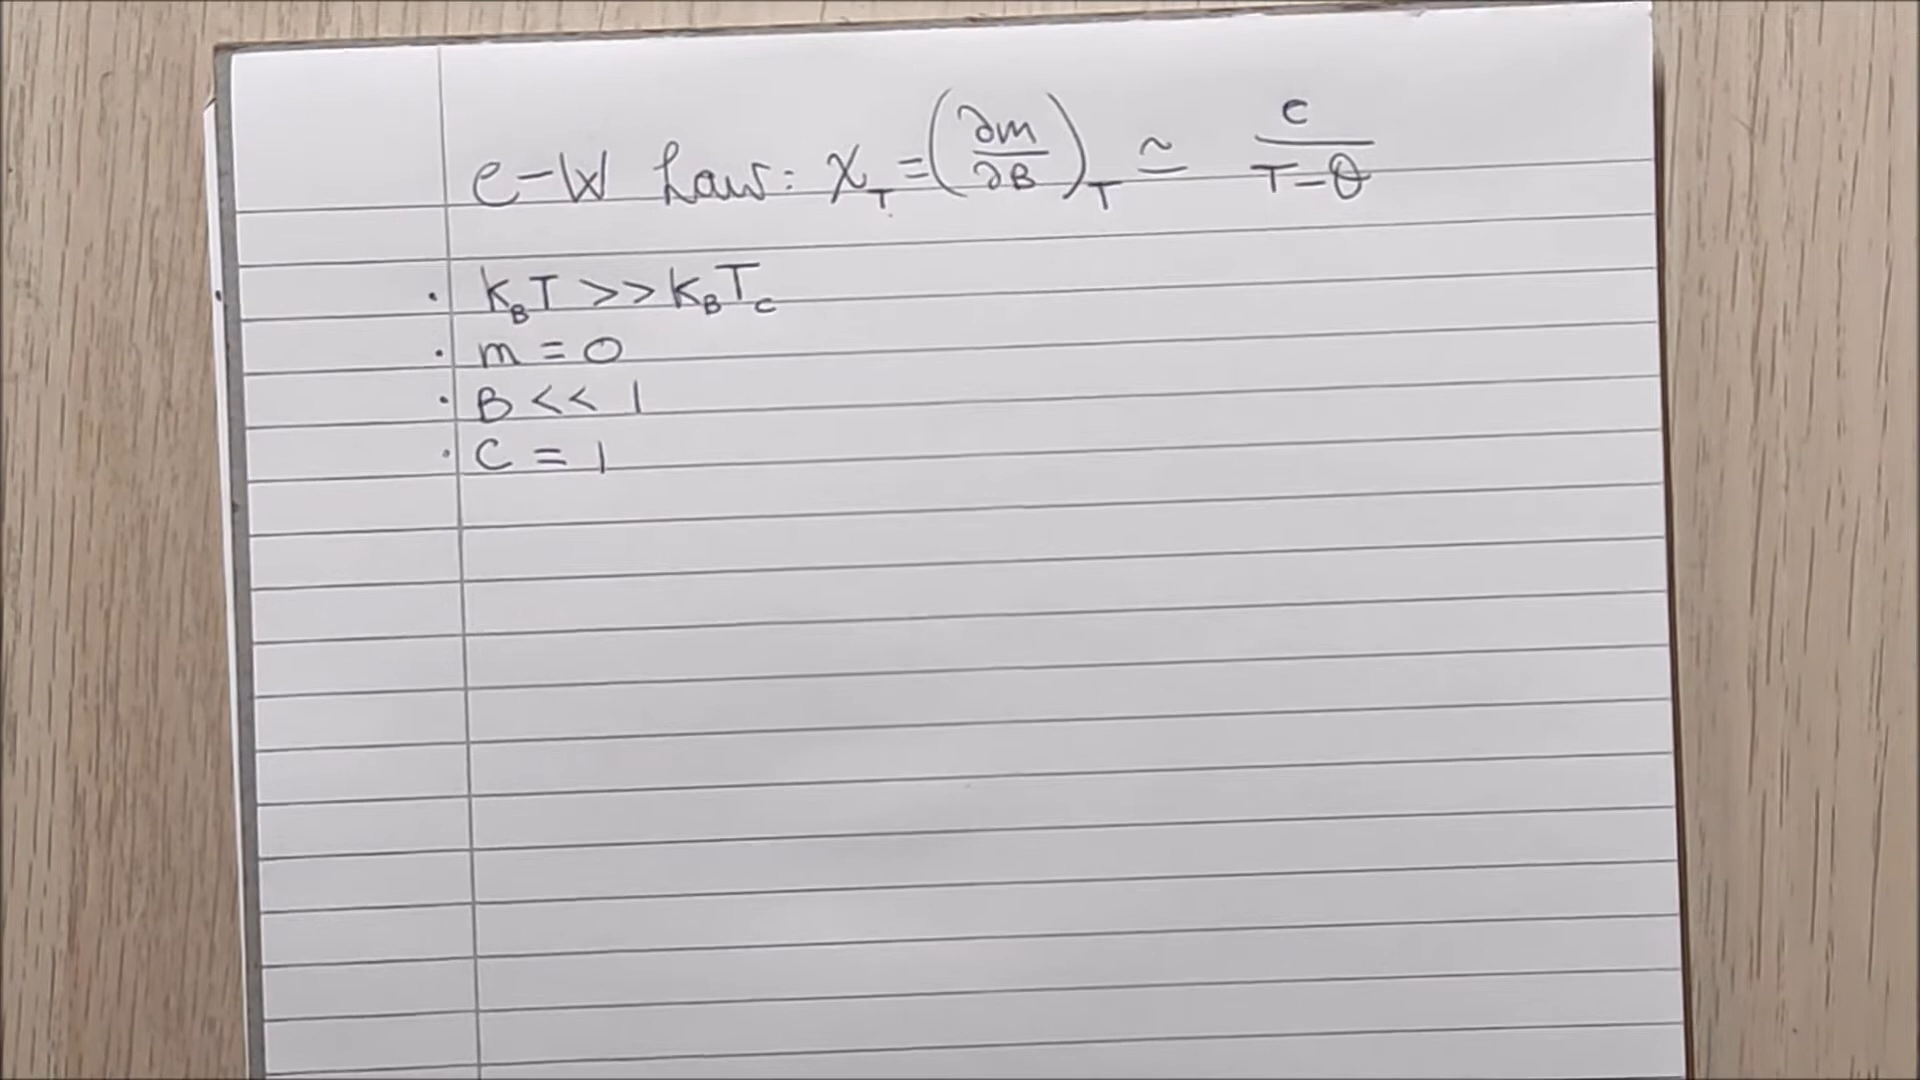 C-W Law: χ_T = (∂m/∂B)_T ≃ C/(T-θ)
· K_B T >> K_B T_c
· m = 0
· B << 1
· C = 1